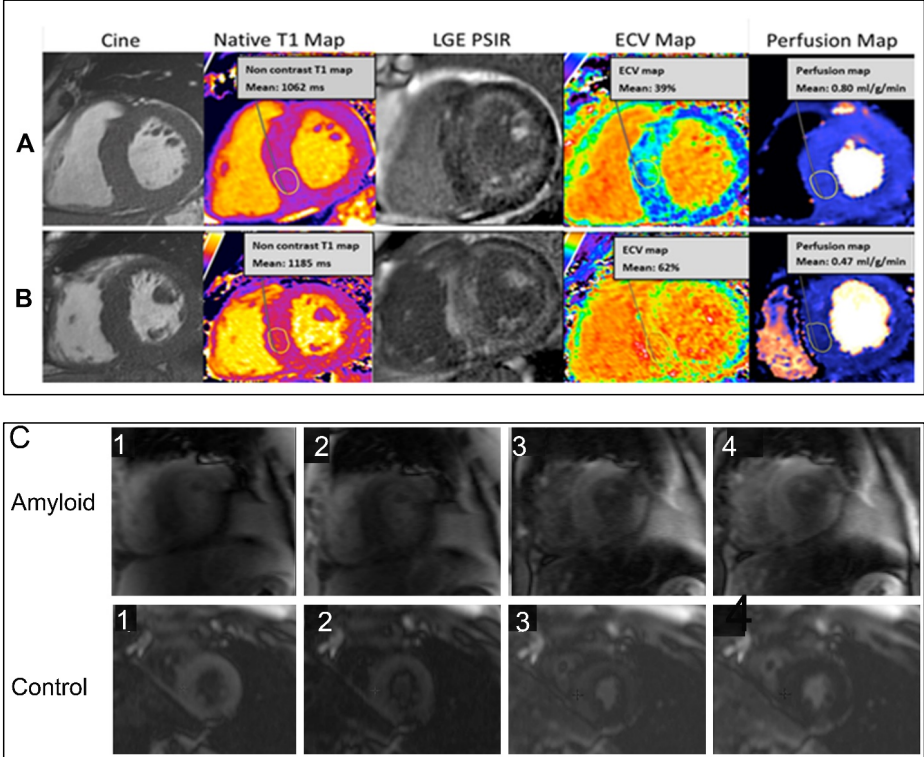 Cine Native T1 Map LGE PSIR ECV Map Perfusion Map
A
Non contrast T1 map
Mean: 1062 ms
ECV map
Mean: 39%
Perfusion map
Mean: 0.80 ml/g/min
B
Non contrast T1 map
Mean: 1185 ms
ECV map
Mean: 62%
Perfusion map
Mean: 0.47 ml/g/min
C
1 2 3 4
Amyloid
1 2 3 4
Control